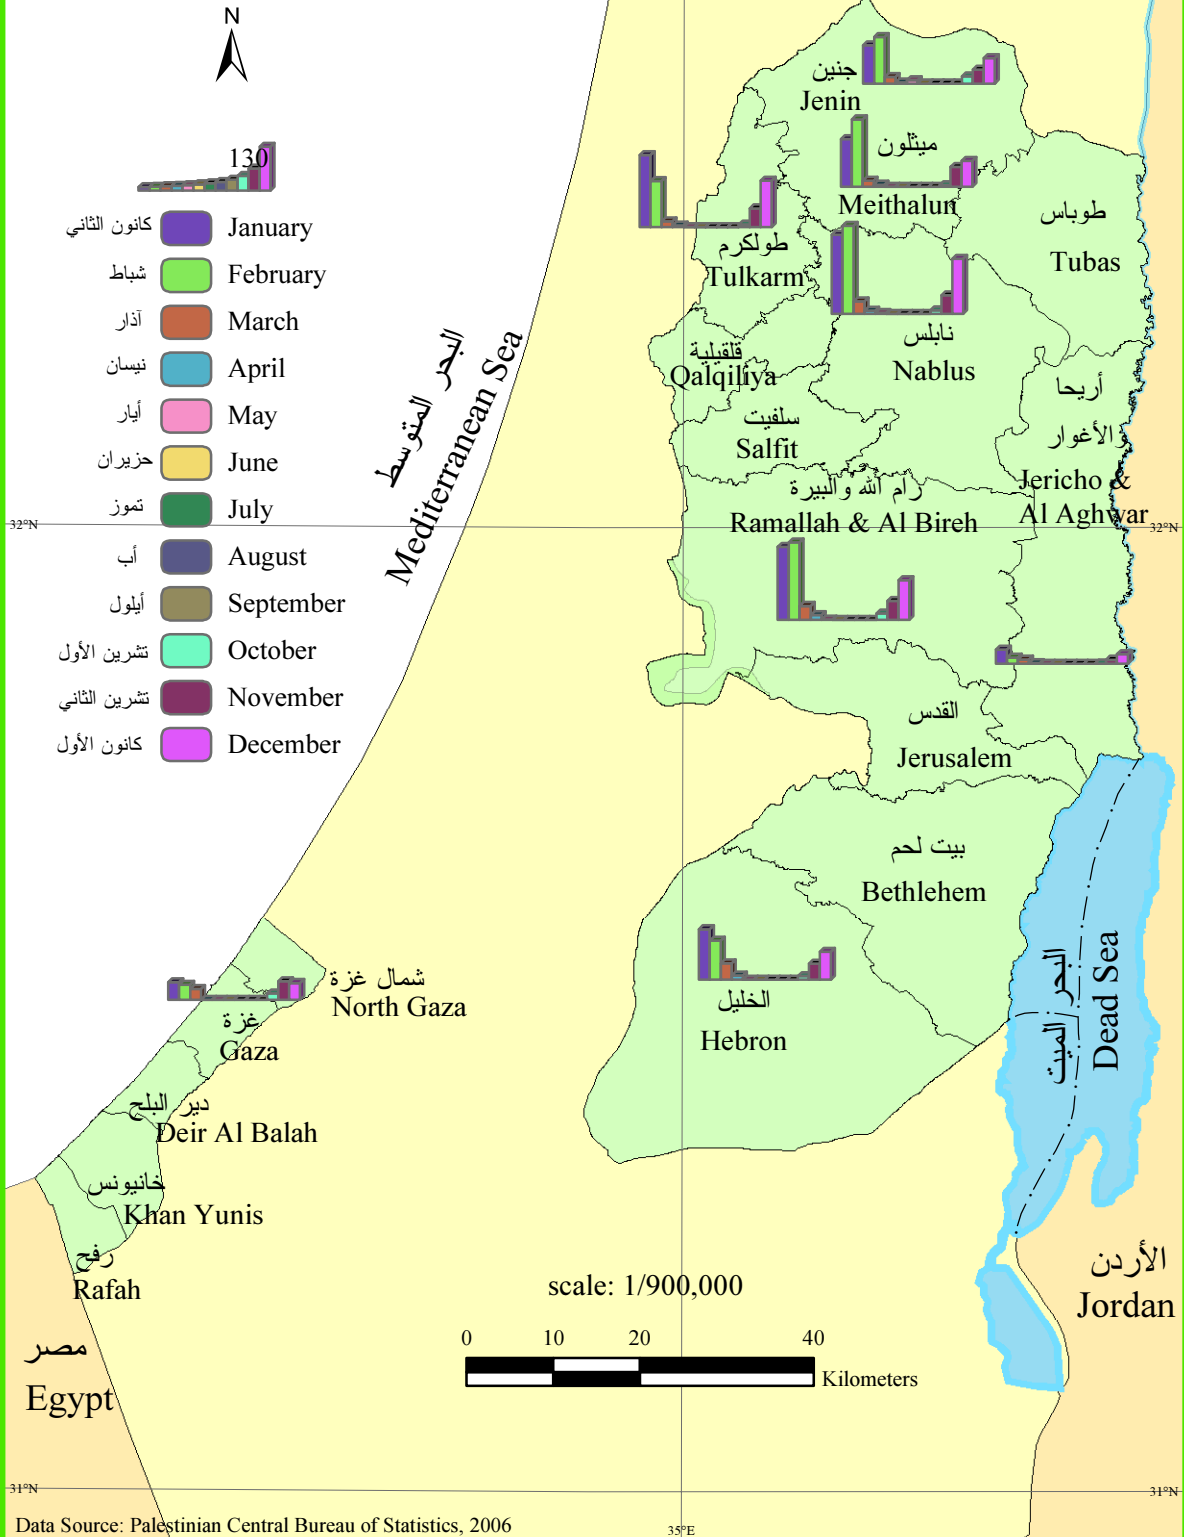 N
130
كانون الثاني January
شباط February
آذار March
نيسان April
أيار May
حزيران June
تموز July
أب August
أيلول September
تشرين الأول October
تشرين الثاني November
كانون الأول December
البحر المتوسط
Mediterranean Sea
جنين
Jenin
ميثلون
Meithalun
طولكرم
Tulkarm
طوباس
Tubas
نابلس
Nablus
قلقيلية
Qalqiliya
سلفيت
Salfit
أريحا
والأغوار
Jericho &
Al Aghwar
رام الله والبيرة
Ramallah & Al Bireh
32°N
32°N
القدس
Jerusalem
بيت لحم
Bethlehem
الخليل
Hebron
البحر الميت
Dead Sea
شمال غزة
North Gaza
غزة
Gaza
دير البلح
Deir Al Balah
خانيونس
Khan Yunis
رفح
Rafah
مصر
Egypt
الأردن
Jordan
scale: 1/900,000
0 10 20 40
Kilometers
31°N
31°N
35°E
Data Source: Palestinian Central Bureau of Statistics, 2006